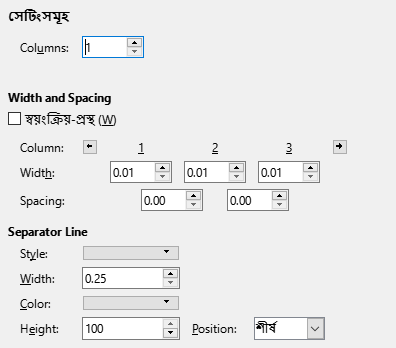 সেটিংসমূহ
Columns: 1
Width and Spacing
স্বয়ংক্রিয়-প্রস্থ (W)
Column: 1 2 3
Width: 0.01 0.01 0.01
Spacing: 0.00 0.00
Separator Line
Style:
Width: 0.25
Color:
Height: 100 Position: শীর্ষ